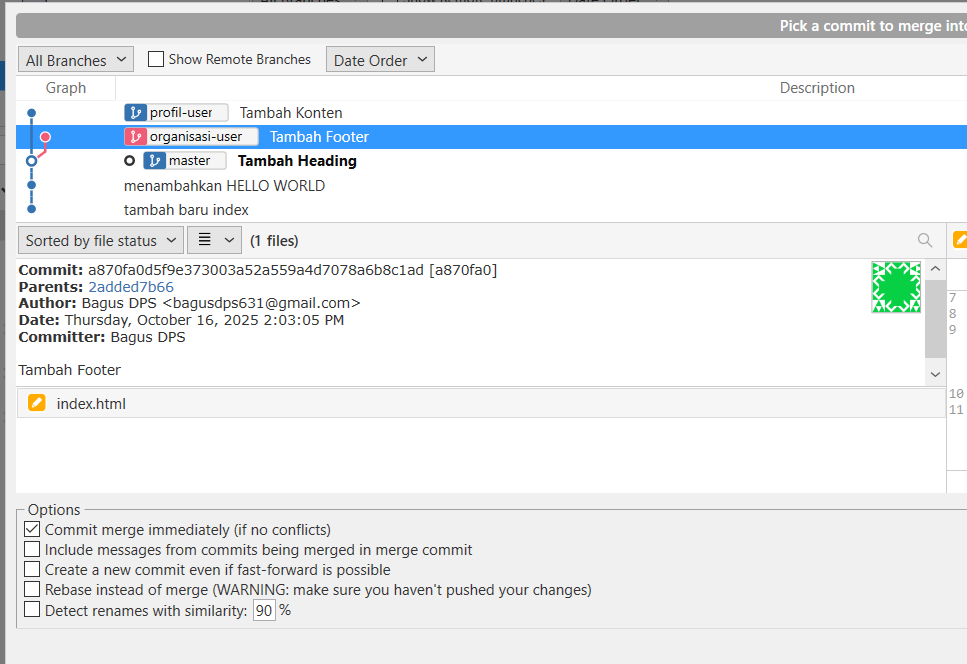 Pick a commit to merge into
All Branches Show Remote Branches Date Order
Graph Description
profil-user Tambah Konten
organisasi-user Tambah Footer
master Tambah Heading
menambahkan HELLO WORLD
tambah baru index
Sorted by file status (1 files)
Commit: a870fa0d5f9e373003a52a559a4d7078a6b8c1ad [a870fa0]
Parents: 2added7b66
Author: Bagus DPS <bagusdps631@gmail.com>
Date: Thursday, October 16, 2025 2:03:05 PM
Committer: Bagus DPS
Tambah Footer
index.html
7
8
9
10
11
Options
Commit merge immediately (if no conflicts)
Include messages from commits being merged in merge commit
Create a new commit even if fast-forward is possible
Rebase instead of merge (WARNING: make sure you haven't pushed your changes)
Detect renames with similarity: 90 %